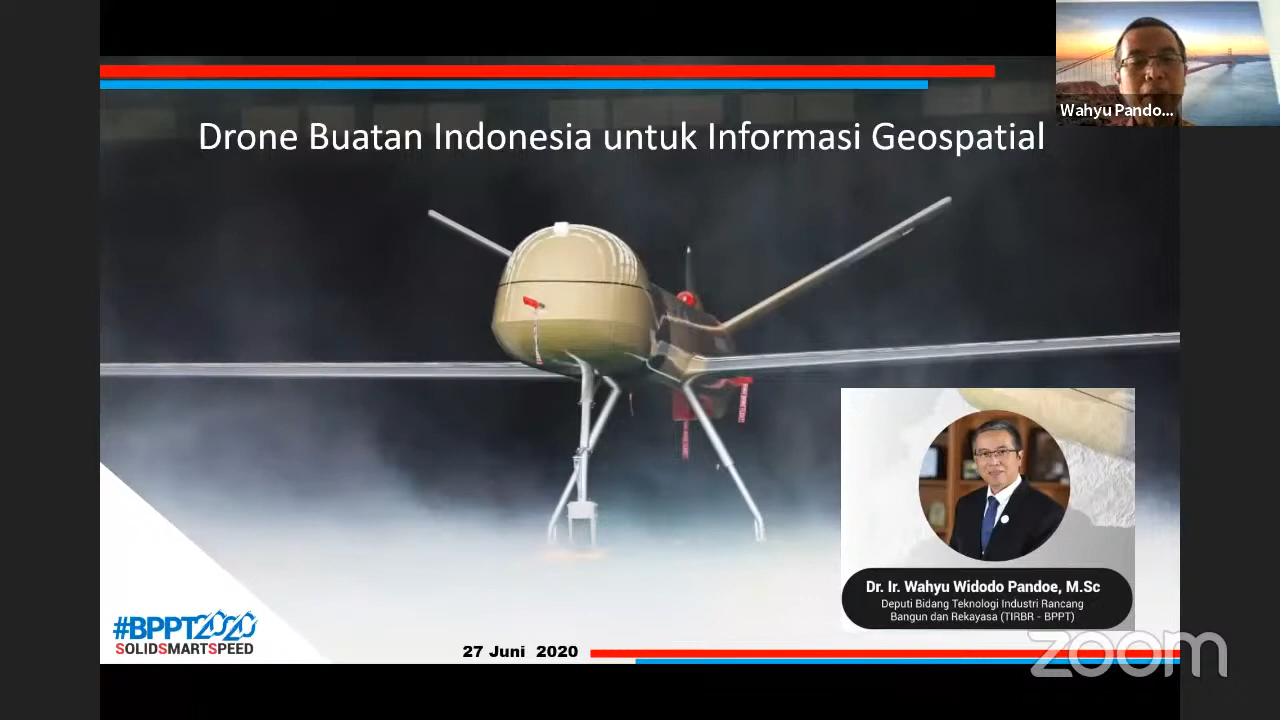 Wahyu Pando...
Drone Buatan Indonesia untuk Informasi Geospatial
Dr. Ir. Wahyu Widodo Pandoe, M.Sc
Deputi Bidang Teknologi Industri Rancang
Bangun dan Rekayasa (TIRBR - BPPT)
#BPPT2020
SOLIDSMARTSPEED
27 Juni 2020
zoom